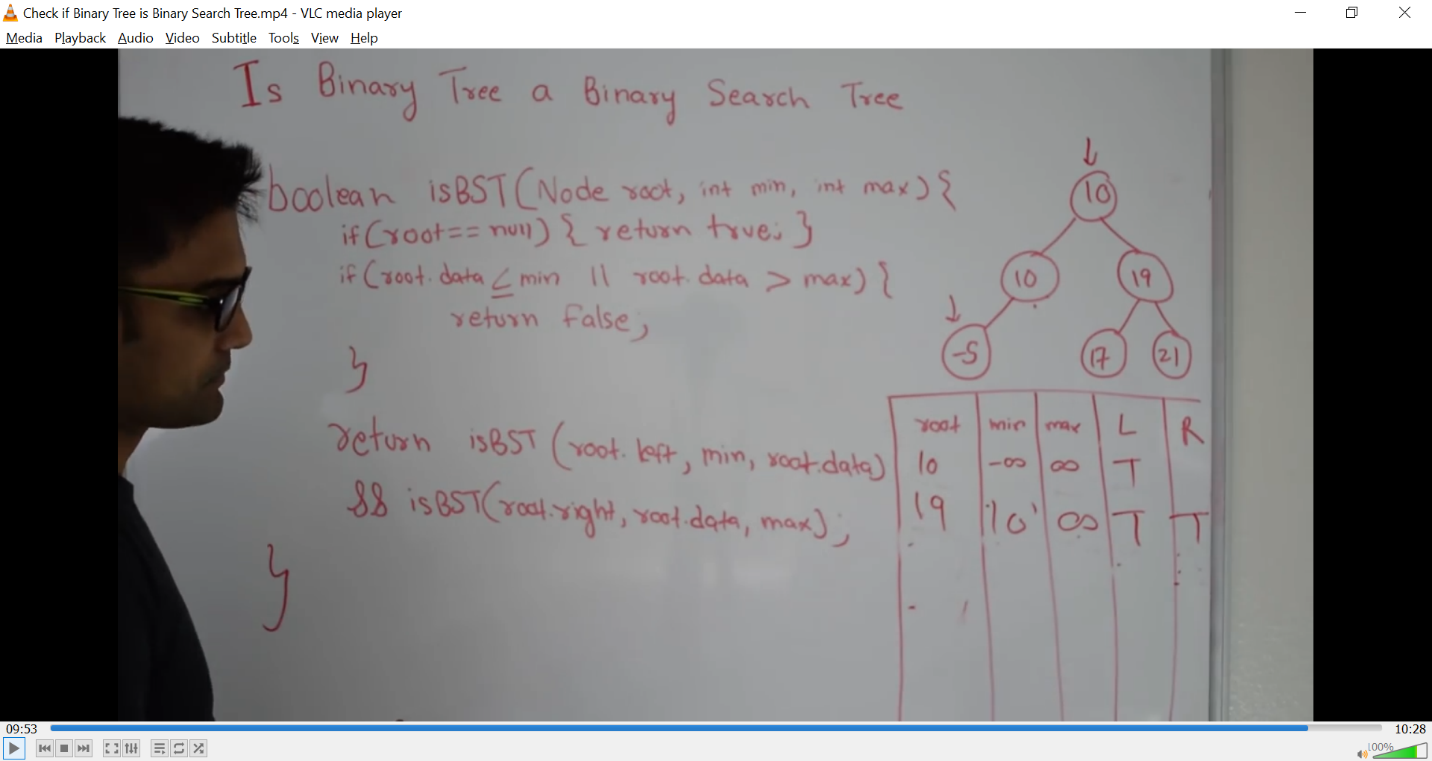 Check if Binary Tree is Binary Search Tree.mp4 - VLC media player
Media Playback Audio Video Subtitle Tools View Help
Is Binary Tree a Binary Search Tree
boolean isBST(Node root, int min, int max){
if(root== null) { return true; }
if(root.data ≤ min || root.data > max) {
return false;
}
return isBST (root.left, min, root.data)
&& isBST(root.right, root.data, max);
}
10
10 19
-5 17 21
root min max L R
10 -∞ ∞ T
19 10 ∞ T T
09:53 10:28
100%